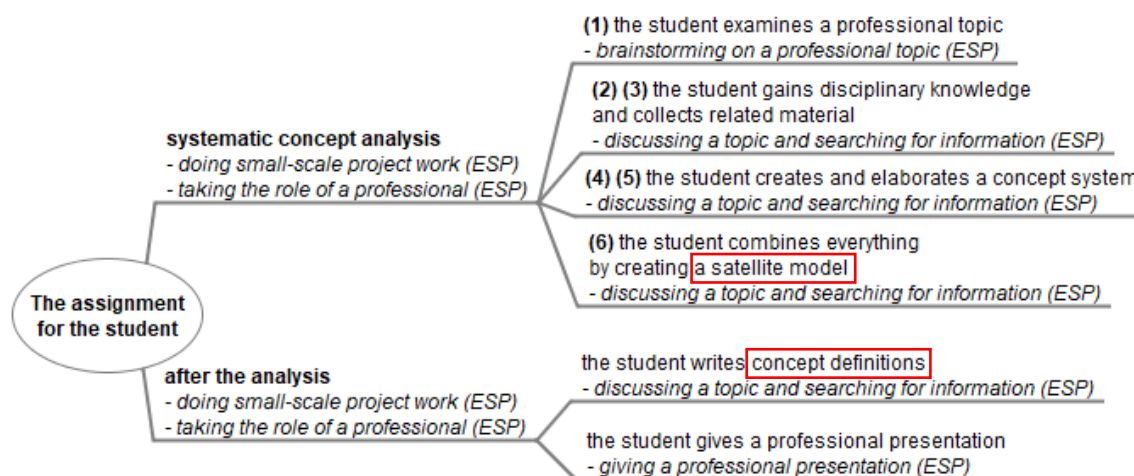 The assignment
for the student
systematic concept analysis
- doing small-scale project work (ESP)
- taking the role of a professional (ESP)
(1) the student examines a professional topic
- brainstorming on a professional topic (ESP)
(2) (3) the student gains disciplinary knowledge
and collects related material
- discussing a topic and searching for information (ESP)
(4) (5) the student creates and elaborates a concept system
- discussing a topic and searching for information (ESP)
(6) the student combines everything
by creating a satellite model
- discussing a topic and searching for information (ESP)
after the analysis
- doing small-scale project work (ESP)
- taking the role of a professional (ESP)
the student writes concept definitions
- discussing a topic and searching for information (ESP)
the student gives a professional presentation
- giving a professional presentation (ESP)